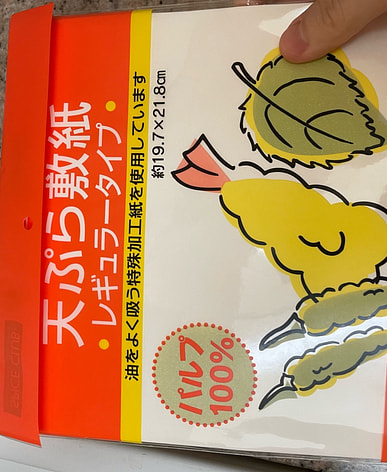 天ぷら敷紙
・レギュラータイプ・
油をよく吸う特殊加工紙を使用しています
約19.7×21.8㎝
パルプ
100%